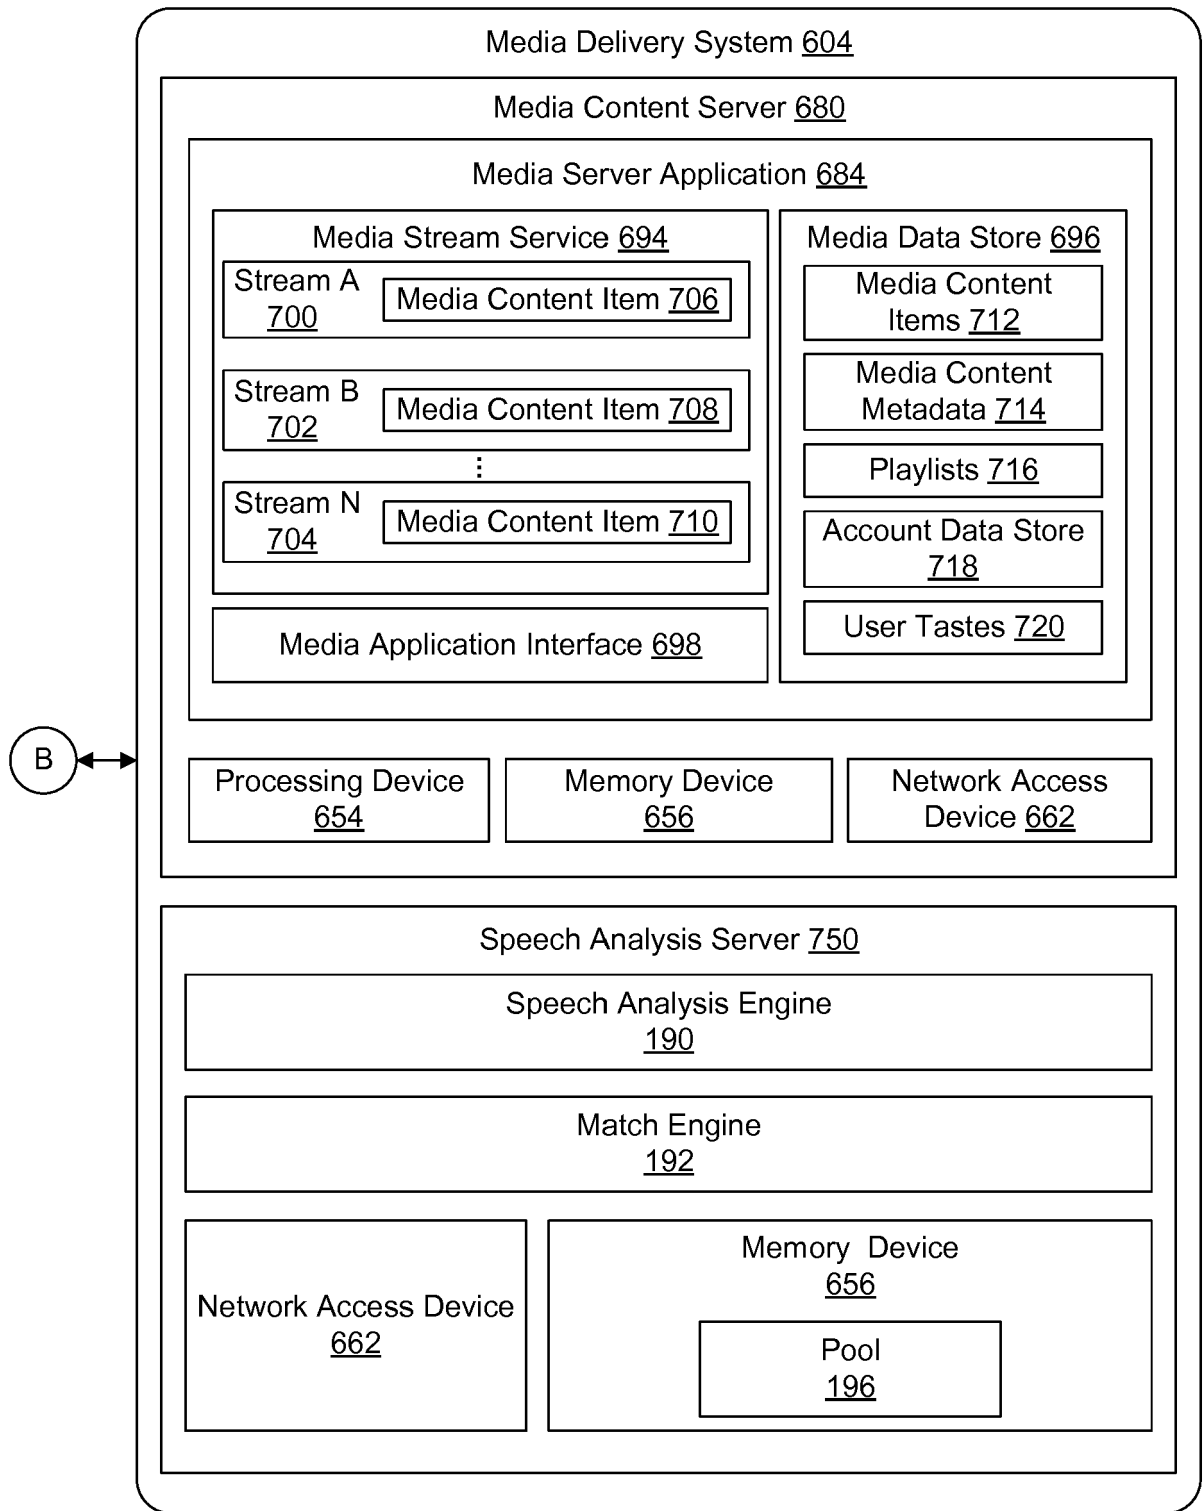 Media Delivery System 604
Media Content Server 680
Media Server Application 684
Media Stream Service 694
Stream A
700
Media Content Item 706
Stream B
702
Media Content Item 708
⋮
Stream N
704
Media Content Item 710
Media Application Interface 698
Media Data Store 696
Media Content
Items 712
Media Content
Metadata 714
Playlists 716
Account Data Store
718
User Tastes 720
B
Processing Device
654
Memory Device
656
Network Access
Device 662
Speech Analysis Server 750
Speech Analysis Engine
190
Match Engine
192
Network Access Device
662
Memory Device
656
Pool
196